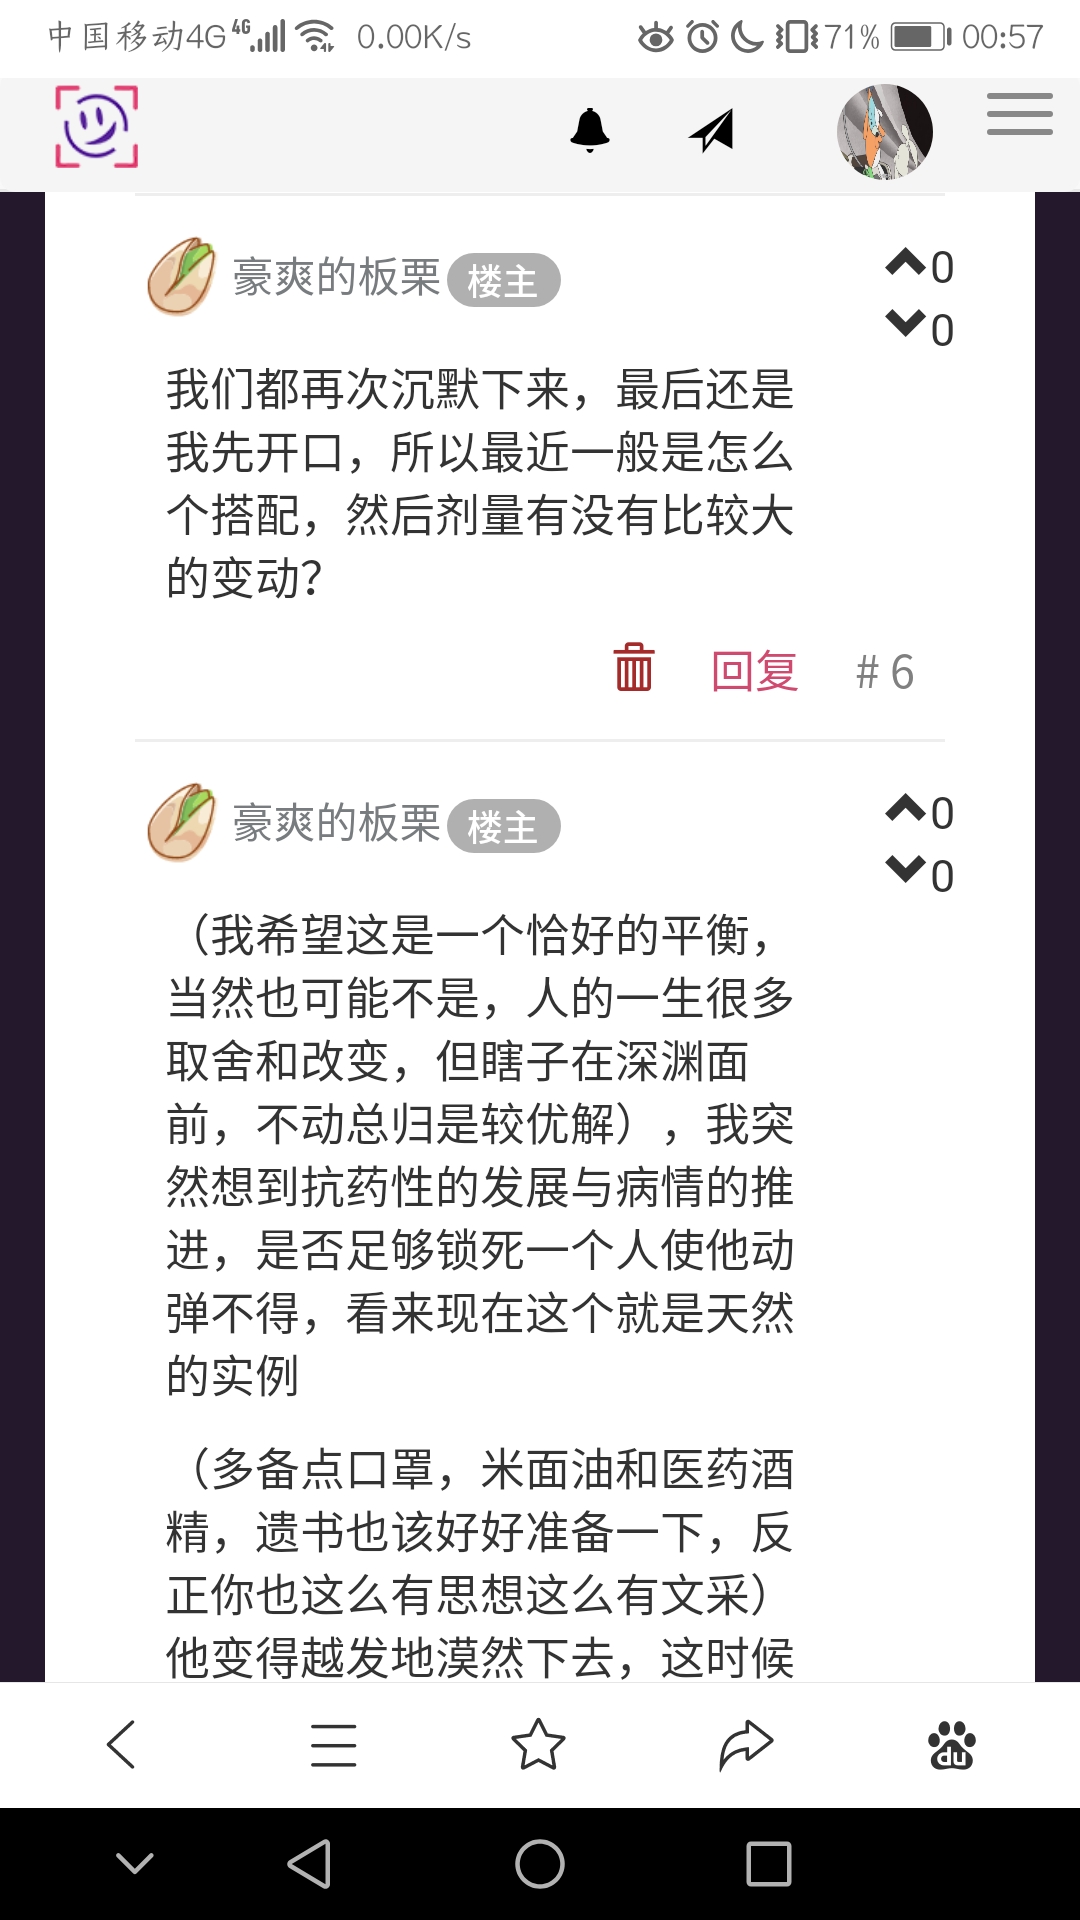 中国移动4G 4G 0.00K/s 71% 00:57
豪爽的板栗 楼主 0
0
我们都再次沉默下来，最后还是
我先开口，所以最近一般是怎么
个搭配，然后剂量有没有比较大
的变动？
回复 # 6
豪爽的板栗 楼主 0
0
（我希望这是一个恰好的平衡，
当然也可能不是，人的一生很多
取舍和改变，但瞎子在深渊面
前，不动总归是较优解），我突
然想到抗药性的发展与病情的推
进，是否足够锁死一个人使他动
弹不得，看来现在这个就是天然
的实例
（多备点口罩，米面油和医药酒
精，遗书也该好好准备一下，反
正你也这么有思想这么有文采）
他变得越发地漠然下去，这时候
du